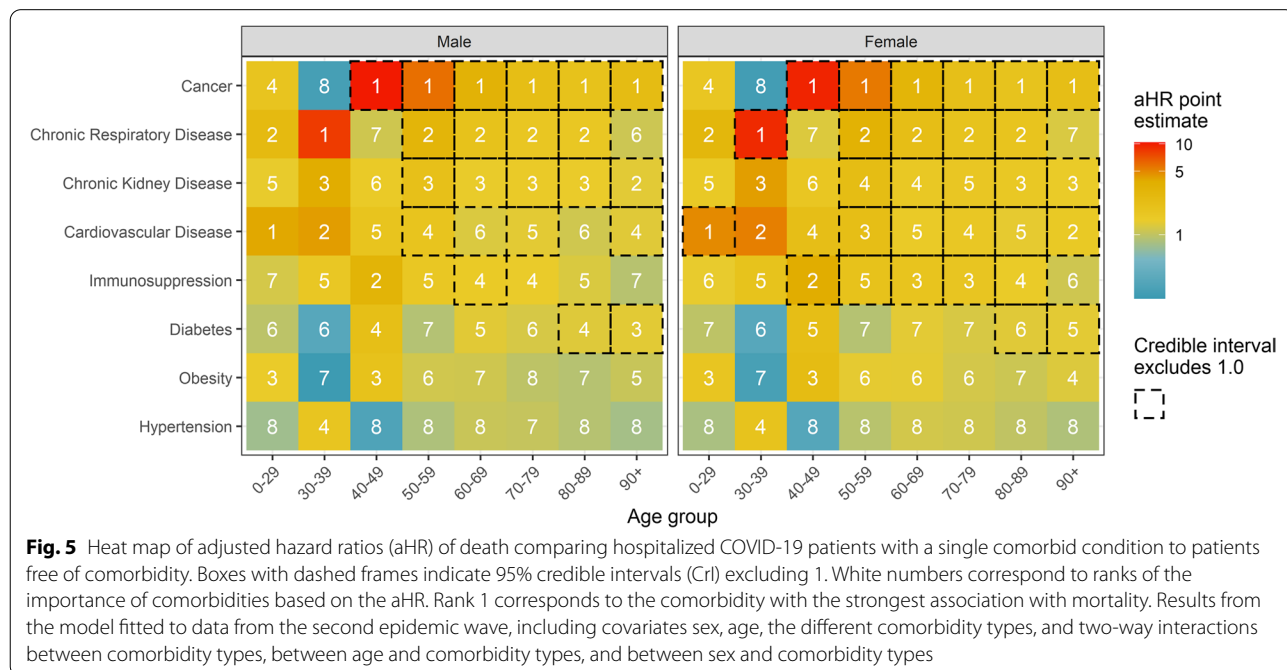 Male Female
Cancer 4 8 1 1 1 1 1 1 4 8 1 1 1 1 1 1
Chronic Respiratory Disease 2 1 7 2 2 2 2 6 2 1 7 2 2 2 2 7
Chronic Kidney Disease 5 3 6 3 3 3 3 2 5 3 6 4 4 5 3 3
Cardiovascular Disease 1 2 5 4 6 5 6 4 1 2 4 3 5 4 5 2
Immunosuppression 7 5 2 5 4 4 5 7 6 5 2 5 3 3 4 6
Diabetes 6 6 4 7 5 6 4 3 7 6 5 7 7 7 6 5
Obesity 3 7 3 6 7 8 7 5 3 7 3 6 6 6 7 4
Hypertension 8 4 8 8 8 7 8 8 8 4 8 8 8 8 8 8
0-29 30-39 40-49 50-59 60-69 70-79 80-89 90+ 0-29 30-39 40-49 50-59 60-69 70-79 80-89 90+
Age group
aHR point
estimate
10
5
1
Credible interval
excludes 1.0
Fig. 5 Heat map of adjusted hazard ratios (aHR) of death comparing hospitalized COVID-19 patients with a single comorbid condition to patients
free of comorbidity. Boxes with dashed frames indicate 95% credible intervals (CrI) excluding 1. White numbers correspond to ranks of the
importance of comorbidities based on the aHR. Rank 1 corresponds to the comorbidity with the strongest association with mortality. Results from
the model fitted to data from the second epidemic wave, including covariates sex, age, the different comorbidity types, and two-way interactions
between comorbidity types, between age and comorbidity types, and between sex and comorbidity types